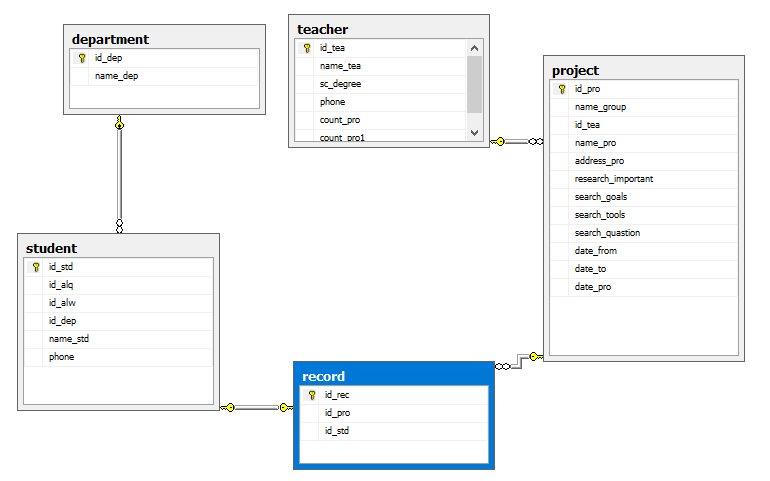 department
id_dep
name_dep
teacher
id_tea
name_tea
sc_degree
phone
count_pro
count_pro1
project
id_pro
name_group
id_tea
name_pro
address_pro
research_important
search_goals
search_tools
search_quastion
date_from
date_to
date_pro
student
id_std
id_alq
id_alw
id_dep
name_std
phone
record
id_rec
id_pro
id_std